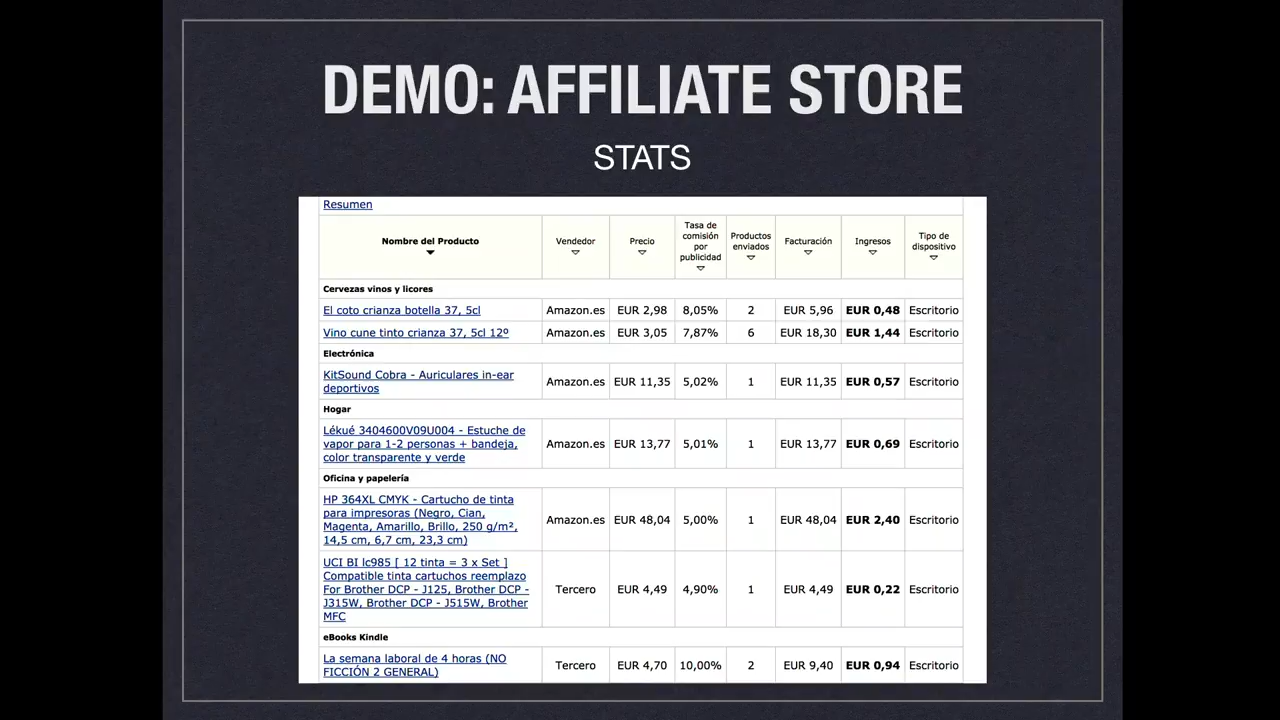 DEMO: AFFILIATE STORE
STATS
Resumen
Nombre del Producto Vendedor Precio Tasa de comisión por publicidad Productos enviados Facturación Ingresos Tipo de dispositivo
Cervezas vinos y licores
El coto crianza botella 37, 5cl Amazon.es EUR 2,98 8,05% 2 EUR 5,96 EUR 0,48 Escritorio
Vino cune tinto crianza 37, 5cl 12º Amazon.es EUR 3,05 7,87% 6 EUR 18,30 EUR 1,44 Escritorio
Electrónica
KitSound Cobra - Auriculares in-ear
deportivos
Amazon.es EUR 11,35 5,02% 1 EUR 11,35 EUR 0,57 Escritorio
Hogar
Lékué 3404600V09U004 - Estuche de
vapor para 1-2 personas + bandeja,
color transparente y verde
Amazon.es EUR 13,77 5,01% 1 EUR 13,77 EUR 0,69 Escritorio
Oficina y papelería
HP 364XL CMYK - Cartucho de tinta
para impresoras (Negro, Cian,
Magenta, Amarillo, Brillo, 250 g/m²,
14,5 cm, 6,7 cm, 23,3 cm)
Amazon.es EUR 48,04 5,00% 1 EUR 48,04 EUR 2,40 Escritorio
UCI BI lc985 [ 12 tinta = 3 x Set ]
Compatible tinta cartuchos reemplazo
For Brother DCP - J125, Brother DCP -
J315W, Brother DCP - J515W, Brother
MFC
Tercero EUR 4,49 4,90% 1 EUR 4,49 EUR 0,22 Escritorio
eBooks Kindle
La semana laboral de 4 horas (NO
FICCIÓN 2 GENERAL)
Tercero EUR 4,70 10,00% 2 EUR 9,40 EUR 0,94 Escritorio